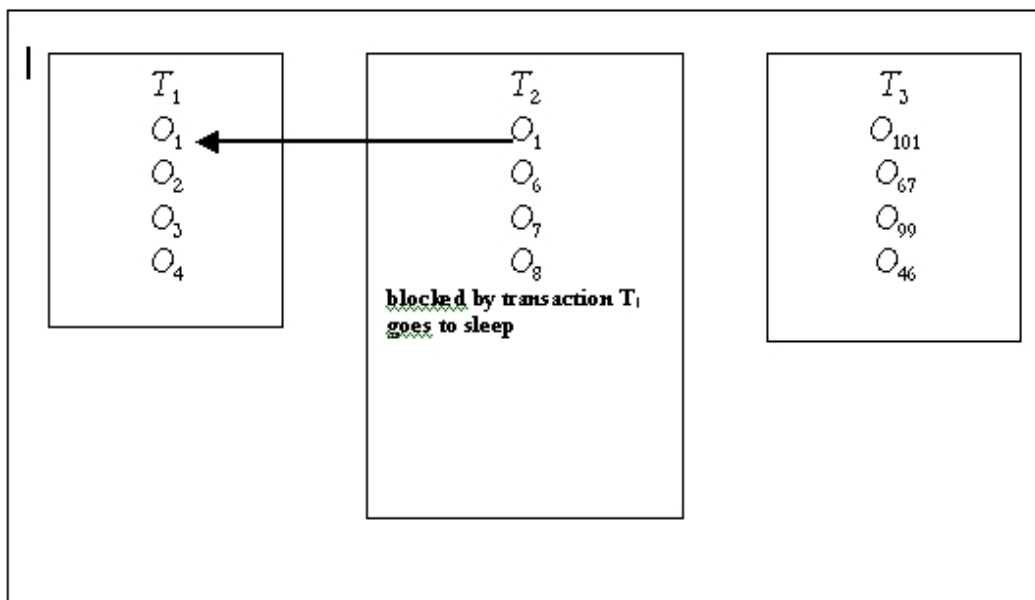 T₁
O₁
O₂
O₃
O₄
T₂
O₁
O₆
O₇
O₈
blocked by transaction T₁
goes to sleep
T₃
O₁₀₁
O₆₇
O₉₉
O₄₆